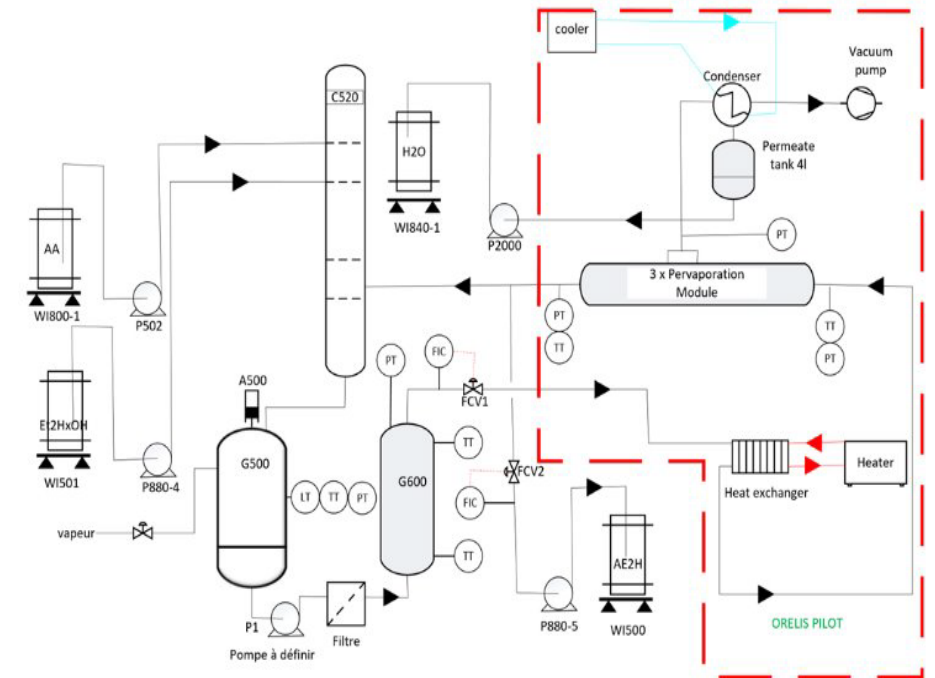 cooler
Vacuum
pump
Condenser
C520
H2O
Permeate
tank 4l
WI840-1
P2000
PT
AA
3 x Pervaporation
Module
WI800-1
P502
PT
TT
TT
PT
PT
FIC
A500
FCV1
Et2HxOH
G500
TT
WI501
P880-4
G600
FCV2
Heat exchanger
Heater
LT
TT
PT
FIC
vapeur
TT
AE2H
P1
Pompe à définir
Filtre
P880-5
WI500
ORELIS PILOT